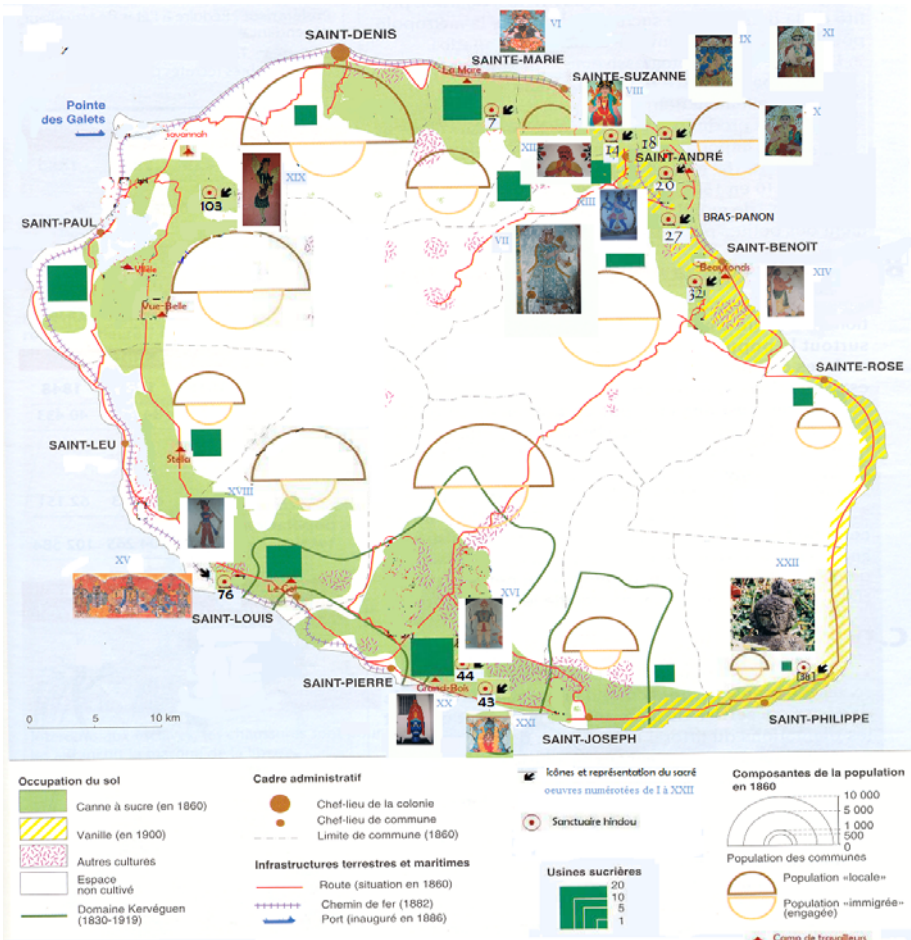 SAINT-DENIS
VI
SAINTE-MARIE
IX
XI
La Mare
SAINTE-SUZANNE
VIII
Pointe
des Galets
7
X
savannah
XII
14
18
SAINT-ANDRÉ
XIX
20
103
XIII
SAINT-PAUL
BRAS-PANON
VII
27
SAINT-BENOIT
Beaufonds
XIV
32
Vue-Belle
SAINTE-ROSE
SAINT-LEU
Stella
XVIII
XV
XXII
76
Le Gol
XVI
SAINT-LOUIS
44
[38]
SAINT-PIERRE
Grand-Bois
43
XX
SAINT-PHILIPPE
XXI
0 5 10 km
SAINT-JOSEPH
Occupation du sol
Canne à sucre (en 1860)
Vanille (en 1900)
Autres cultures
Espace
non cultivé
Domaine Kervéguen
(1830-1919)
Cadre administratif
Chef-lieu de la colonie
Chef-lieu de commune
Limite de commune (1860)
Infrastructures terrestres et maritimes
Route (situation en 1860)
Chemin de fer (1882)
Port (inauguré en 1886)
Icônes et représentation du sacré
oeuvres numérotées de I à XXII
Sanctuaire hindou
Usines sucrières
20
10
5
1
Composantes de la population
en 1860
10 000
5 000
1 000
500
0
Population des communes
Population «locale»
Population «immigrée»
(engagée)
Camp de travailleurs